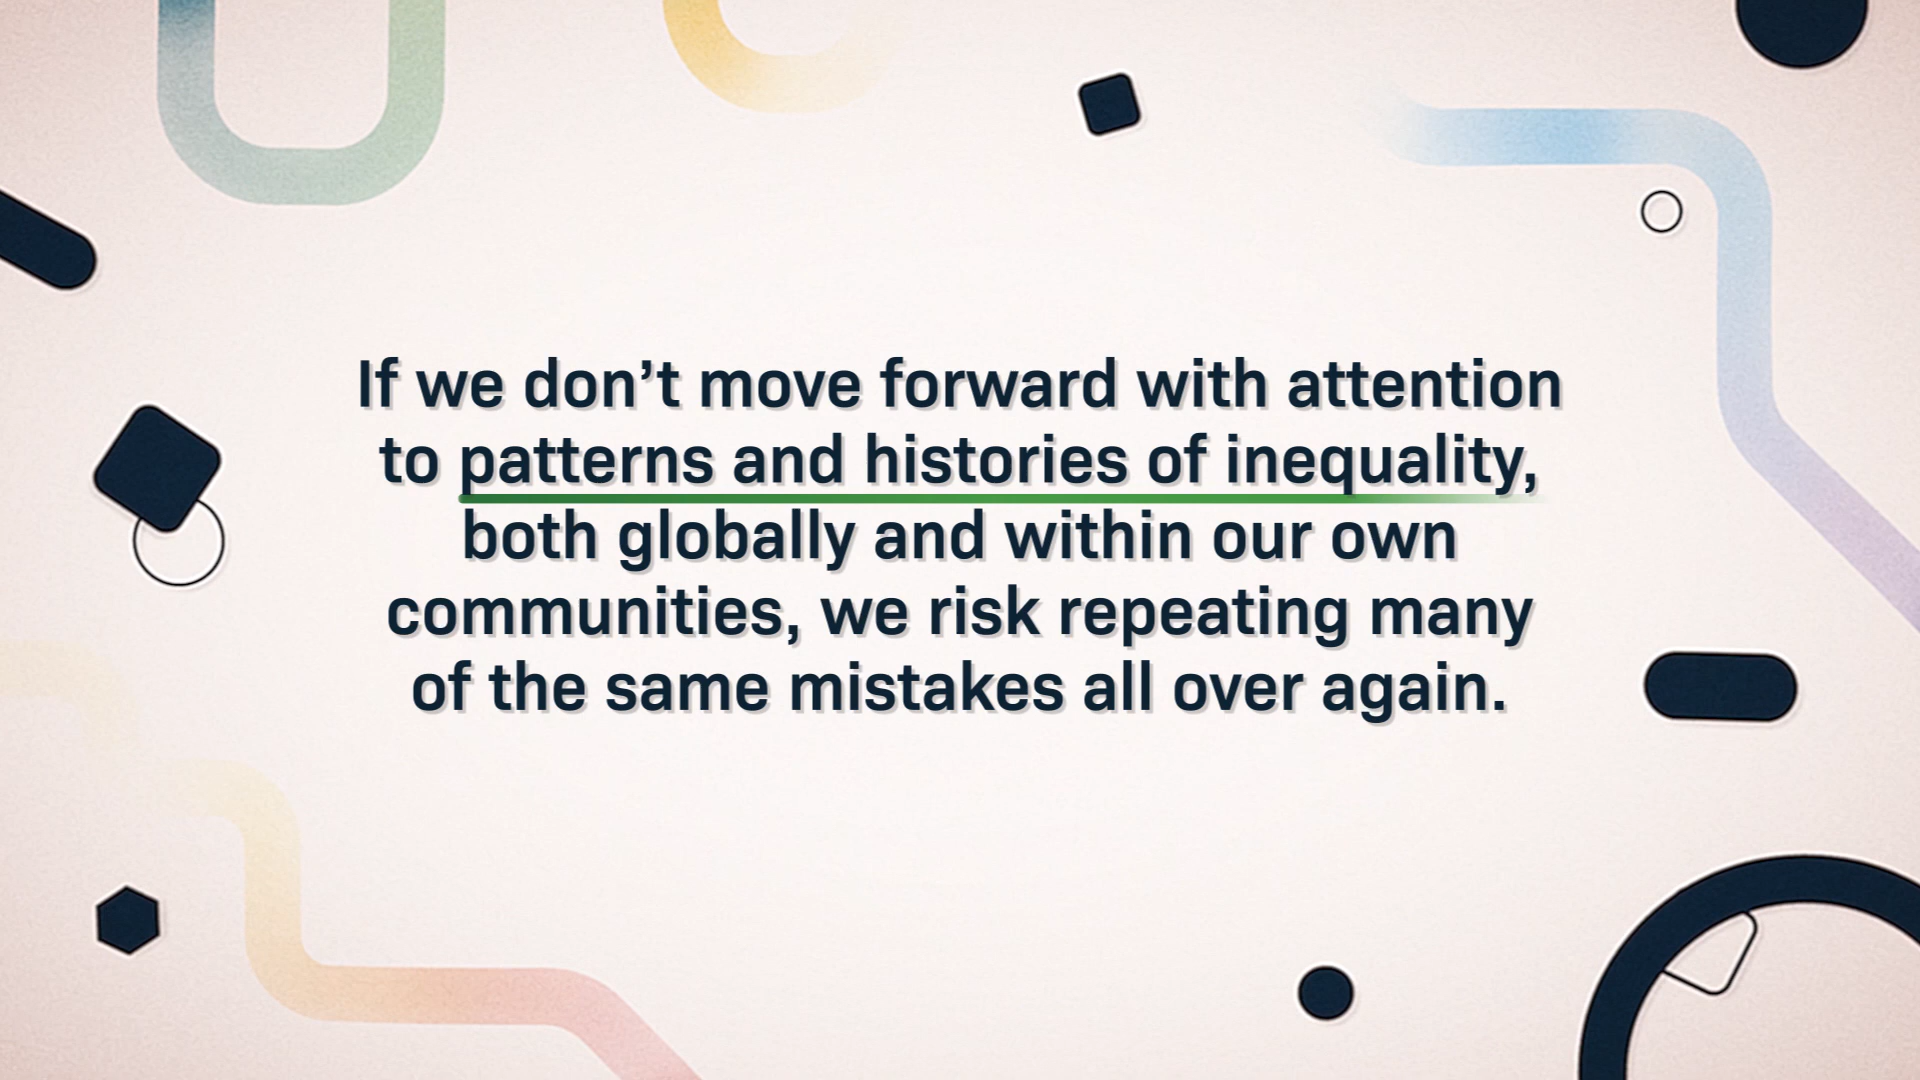 If we don’t move forward with attention
to patterns and histories of inequality,
both globally and within our own
communities, we risk repeating many
of the same mistakes all over again.